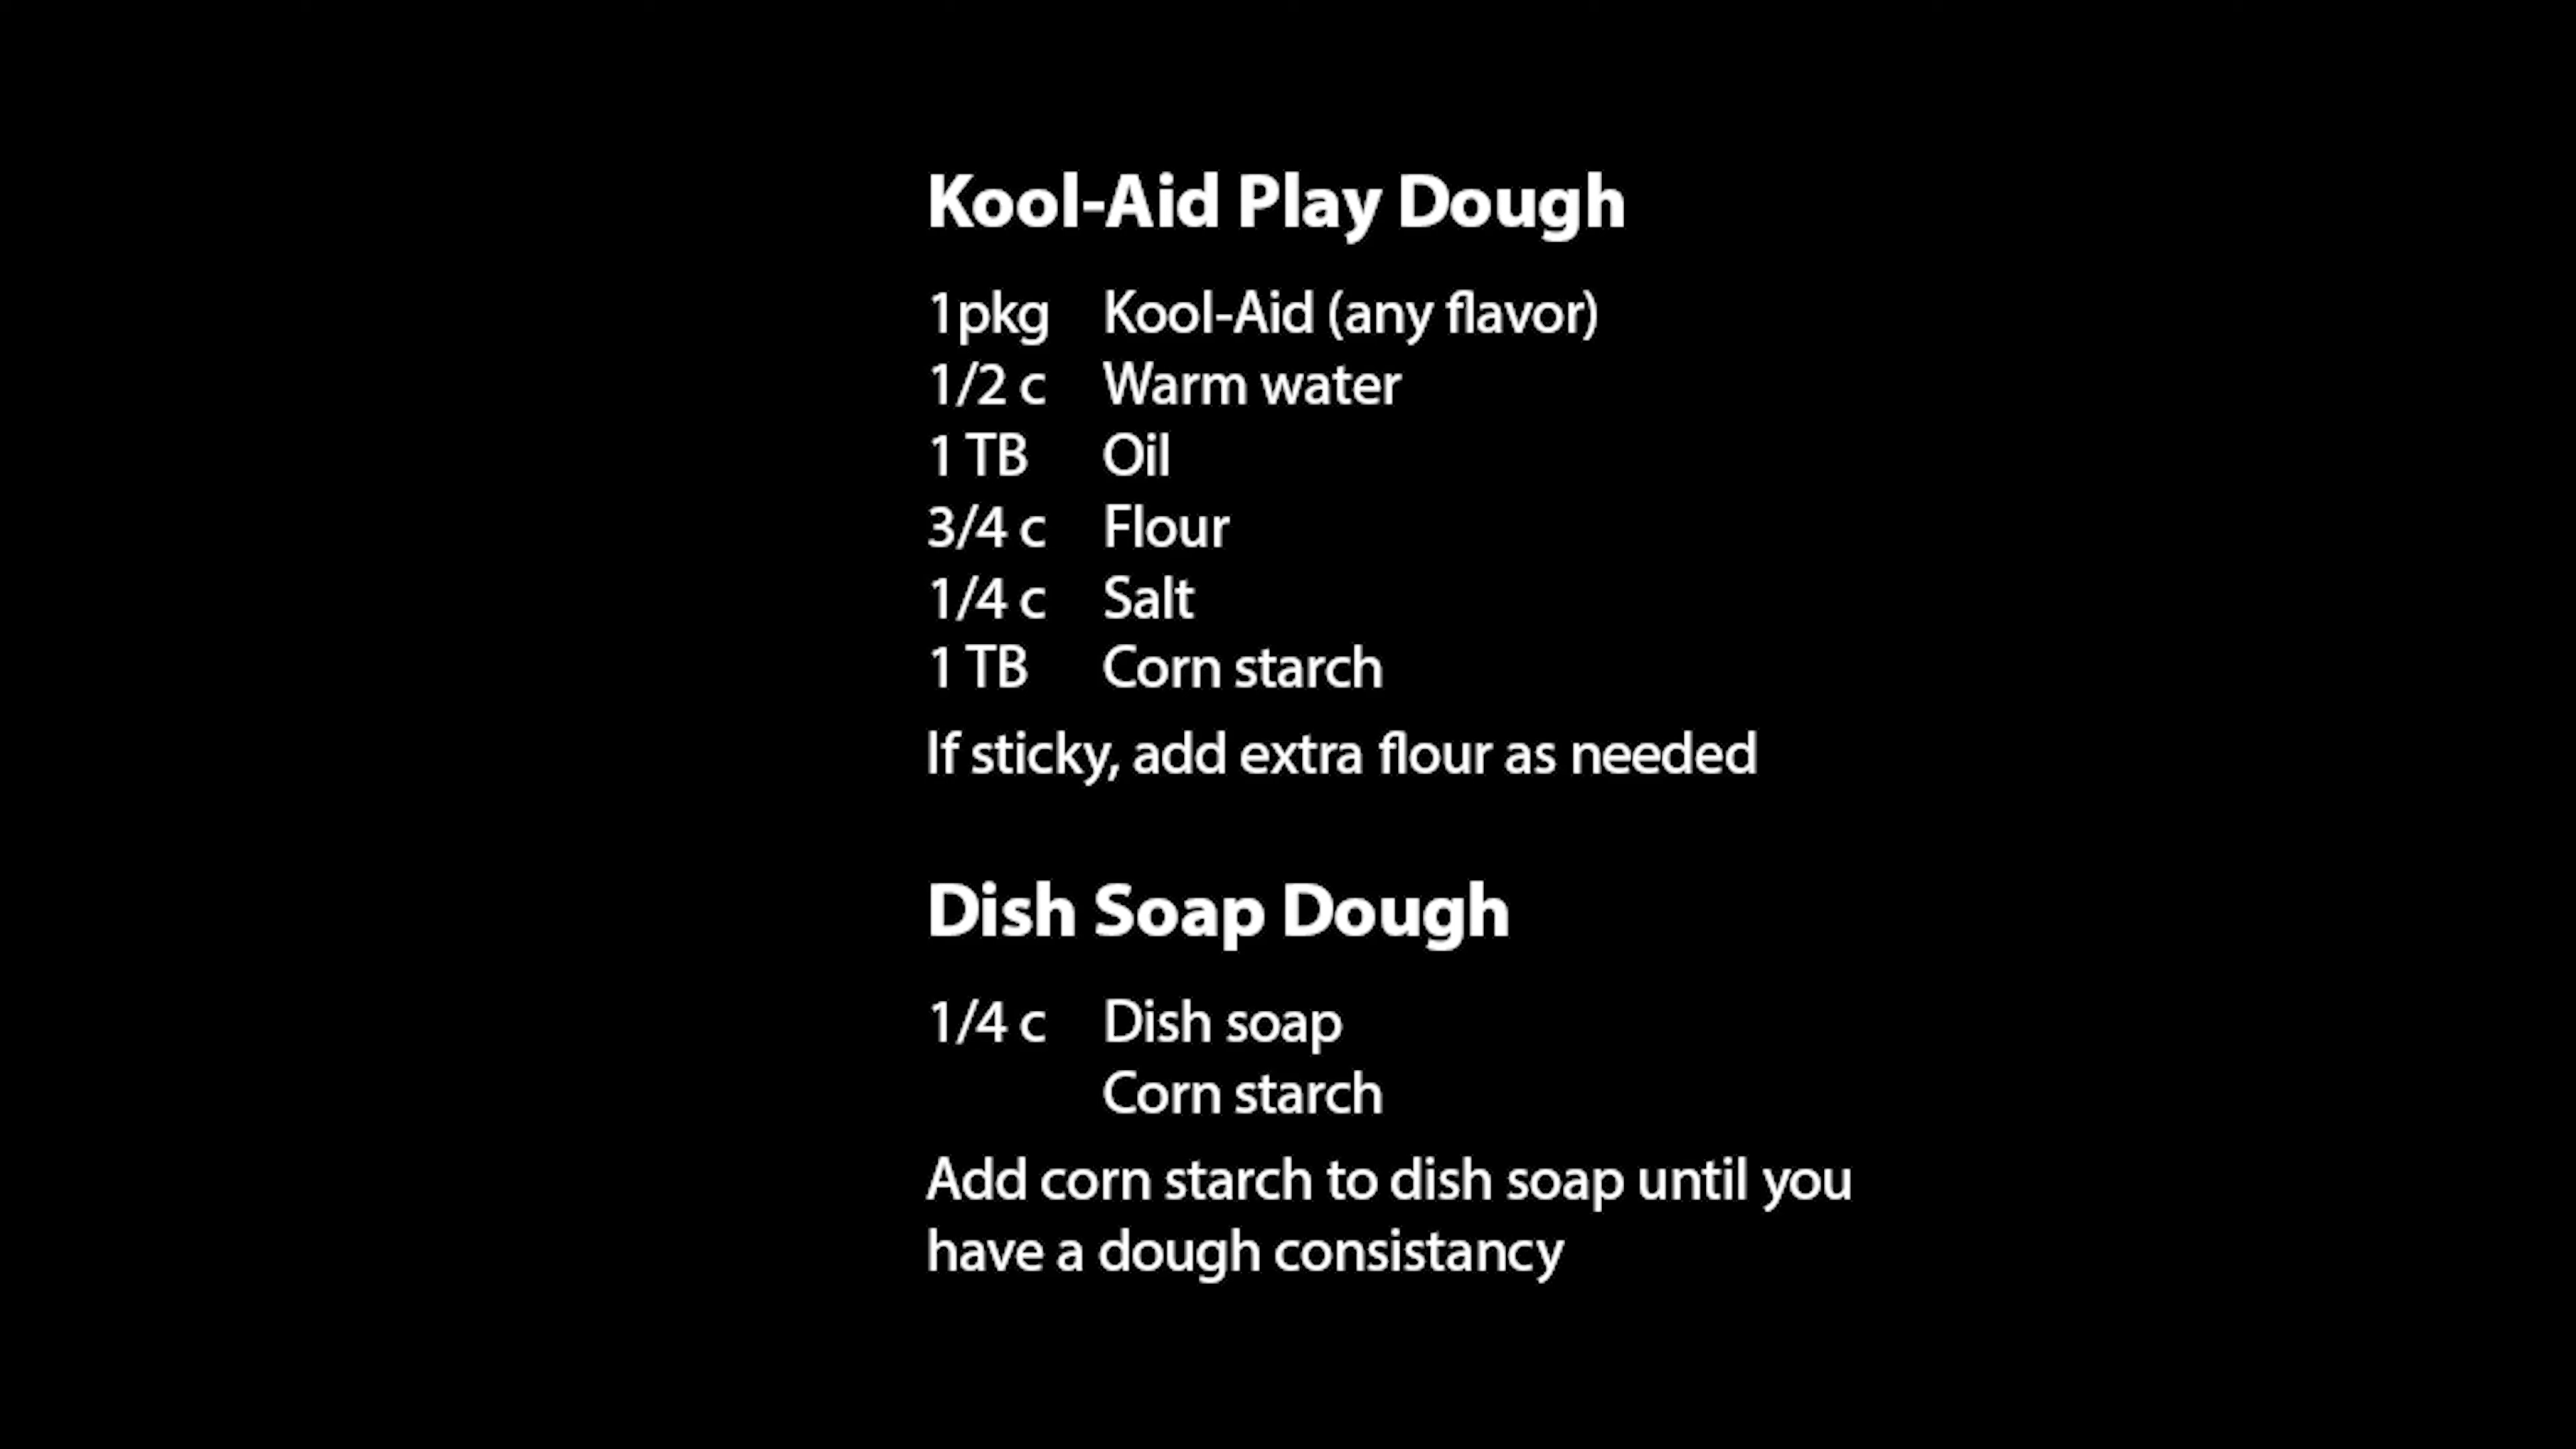 Kool-Aid Play Dough
1pkg Kool-Aid (any flavor)
1/2 c Warm water
1 TB Oil
3/4 c Flour
1/4 c Salt
1 TB Corn starch
If sticky, add extra flour as needed
Dish Soap Dough
1/4 c Dish soap
Corn starch
Add corn starch to dish soap until you
have a dough consistancy